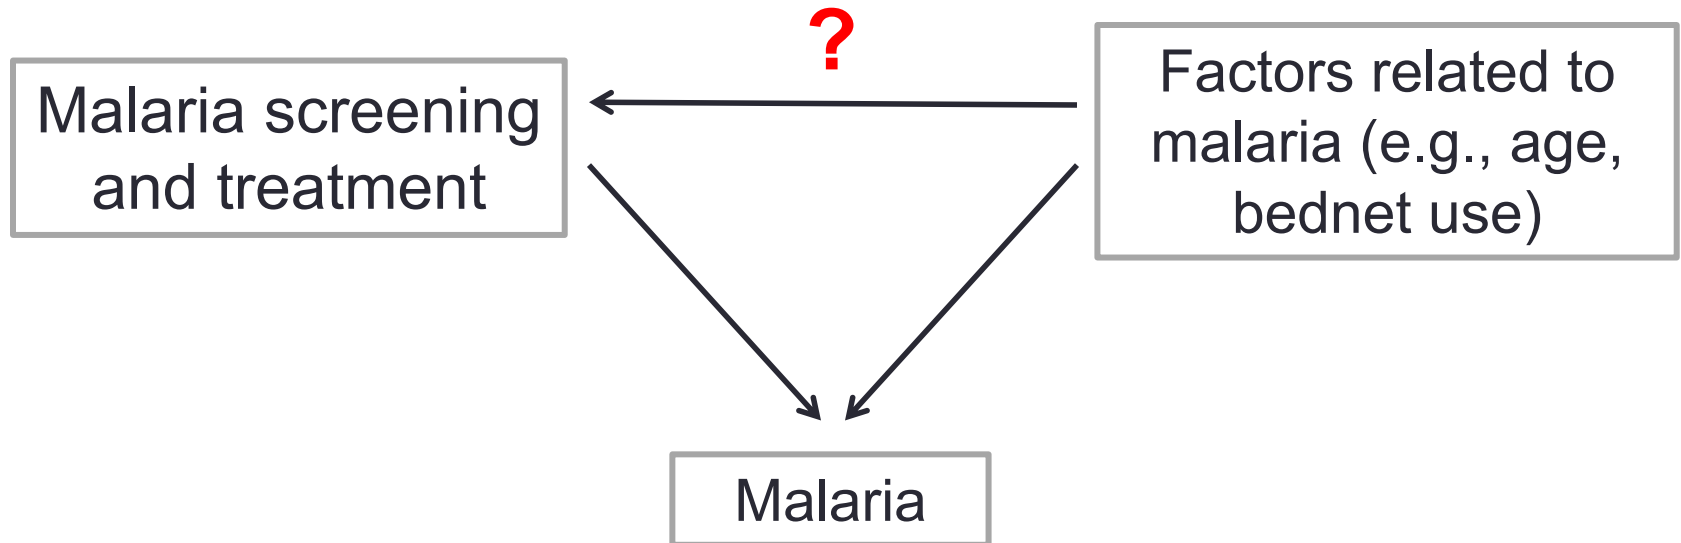 ?
Malaria screening
and treatment
Factors related to
malaria (e.g., age,
bednet use)
Malaria